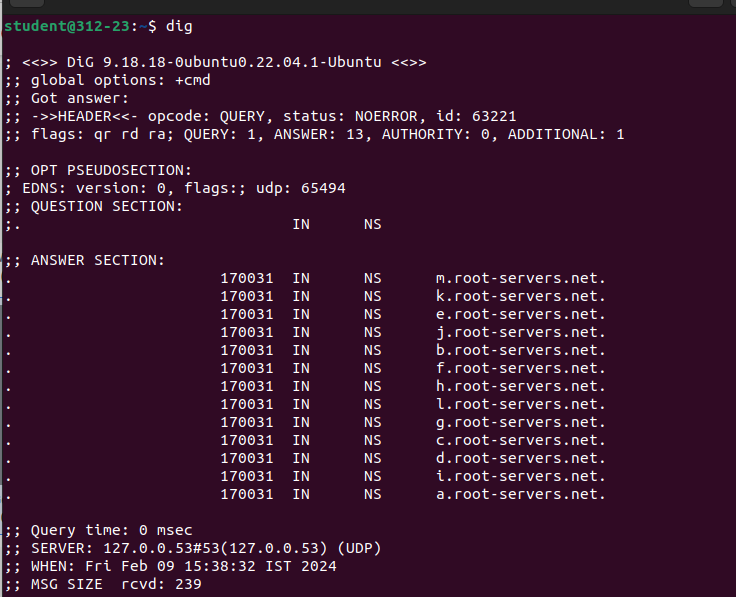 student@312-23:~$ dig
; <<>> DiG 9.18.18-0ubuntu0.22.04.1-Ubuntu <<>>
;; global options: +cmd
;; Got answer:
;; ->>HEADER<<- opcode: QUERY, status: NOERROR, id: 63221
;; flags: qr rd ra; QUERY: 1, ANSWER: 13, AUTHORITY: 0, ADDITIONAL: 1
;; OPT PSEUDOSECTION:
; EDNS: version: 0, flags:; udp: 65494
;; QUESTION SECTION:
;. IN NS
;; ANSWER SECTION:
. 170031 IN NS m.root-servers.net.
. 170031 IN NS k.root-servers.net.
. 170031 IN NS e.root-servers.net.
. 170031 IN NS j.root-servers.net.
. 170031 IN NS b.root-servers.net.
. 170031 IN NS f.root-servers.net.
. 170031 IN NS h.root-servers.net.
. 170031 IN NS l.root-servers.net.
. 170031 IN NS g.root-servers.net.
. 170031 IN NS c.root-servers.net.
. 170031 IN NS d.root-servers.net.
. 170031 IN NS i.root-servers.net.
. 170031 IN NS a.root-servers.net.
;; Query time: 0 msec
;; SERVER: 127.0.0.53#53(127.0.0.53) (UDP)
;; WHEN: Fri Feb 09 15:38:32 IST 2024
;; MSG SIZE rcvd: 239